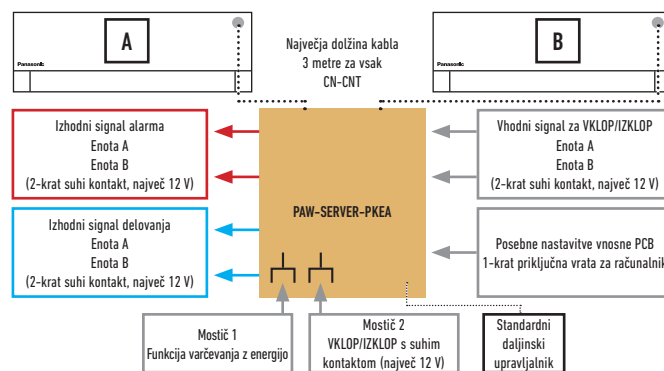 A
B
Panasonic
Panasonic
Največja dolžina kabla
3 metre za vsak
CN-CNT
Izhodni signal alarma
Enota A
Enota B
(2-krat suhi kontakt, največ 12 V)
Izhodni signal delovanja
Enota A
Enota B
(2-krat suhi kontakt, največ 12 V)
PAW-SERVER-PKEA
Vhodni signal za VKLOP/IZKLOP
Enota A
Enota B
(2-krat suhi kontakt, največ 12 V)
Posebne nastavitve vnosne PCB
1-krat priključna vrata za računalnik
Mostič 1
Funkcija varčevanja z energijo
Mostič 2
VKLOP/IZKLOP s suhim
kontaktom (največ 12 V)
Standardni
daljinski
upravljalnik